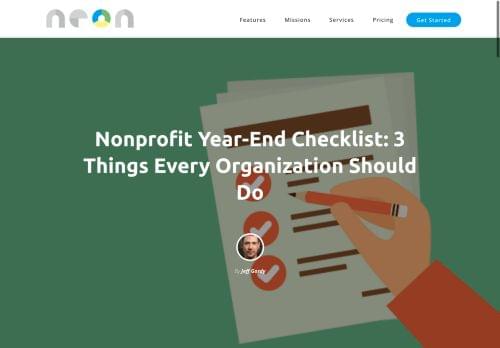 neon
Features
Missions
Services
Pricing
Get Started
Nonprofit Year-End Checklist: 3
Things Every Organization Should
Do
By Jeff Gordy